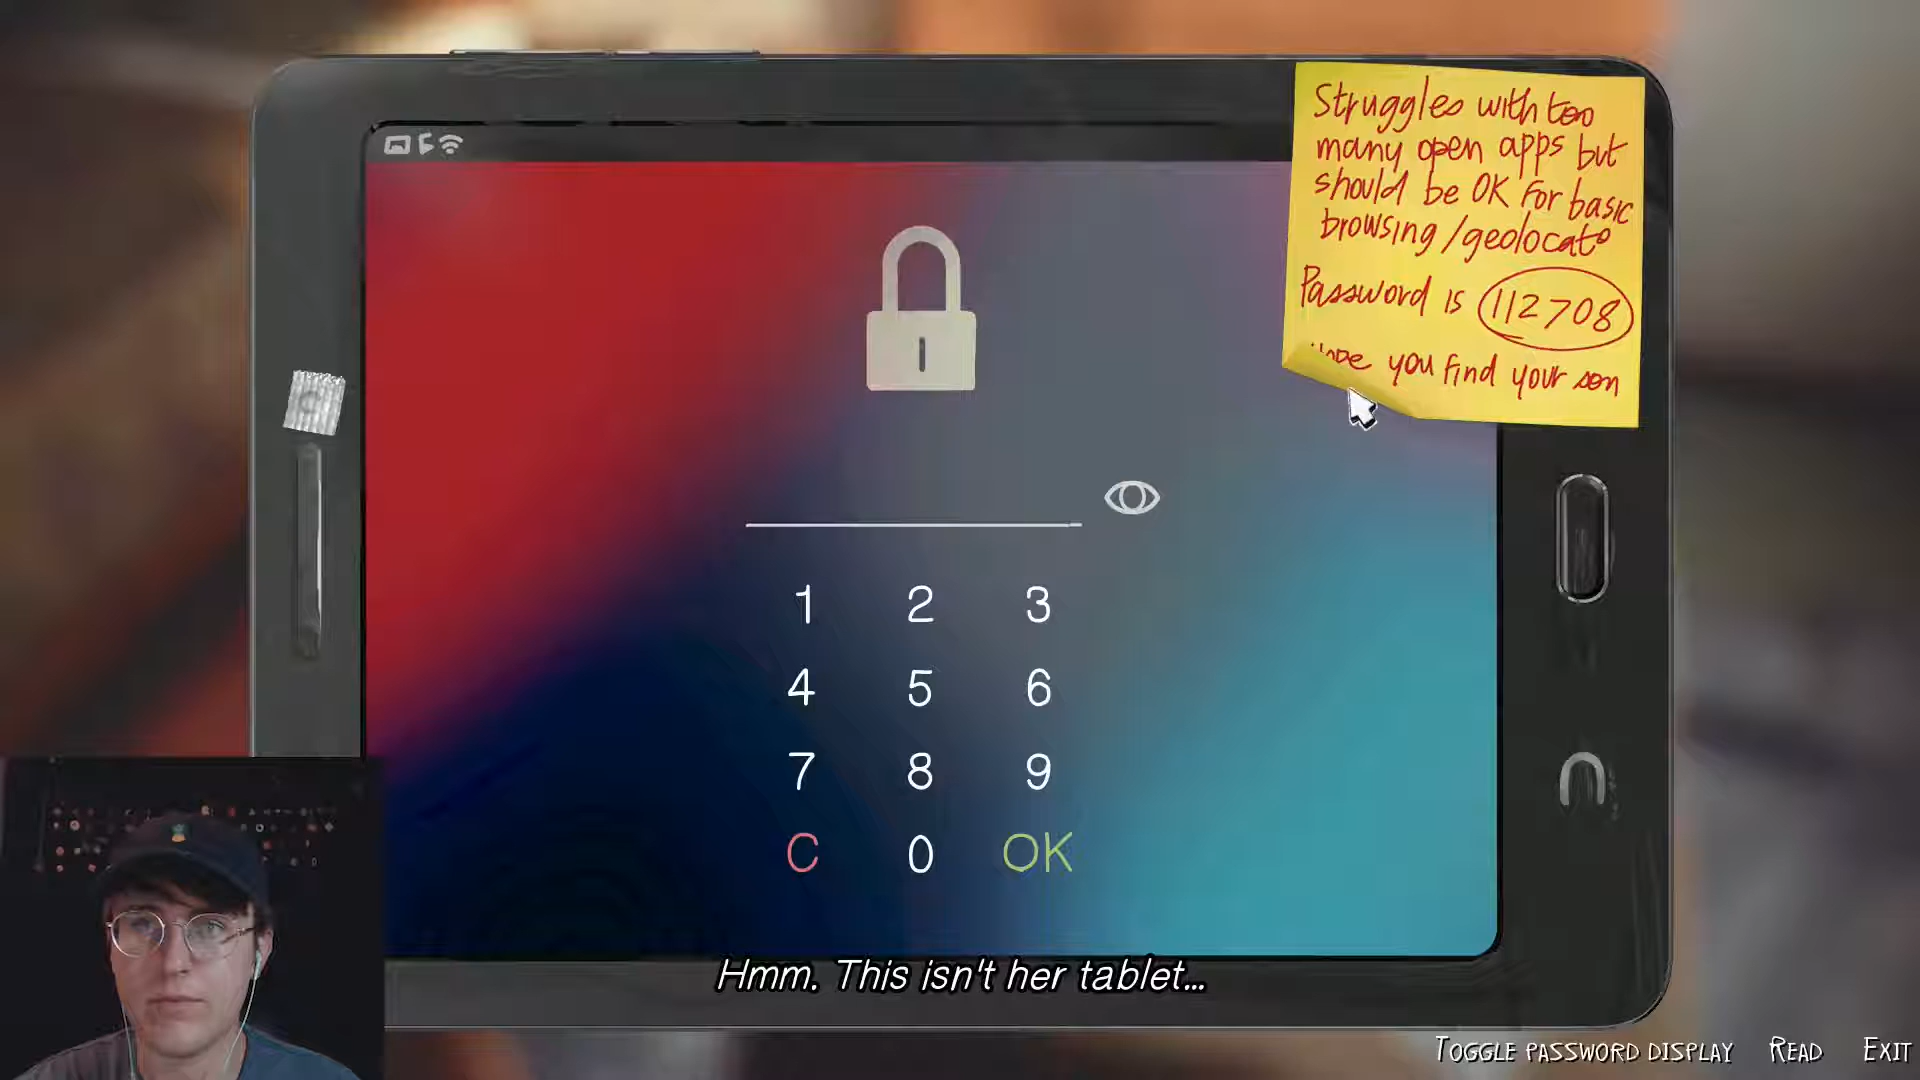 Struggles with too
many open apps but
should be OK for basic
browsing/geolocate
Password is 112708
Hope you find your son
1 2 3
4 5 6
7 8 9
C 0 OK
Hmm. This isn't her tablet...
TOGGLE PASSWORD DISPLAY READ EXIT